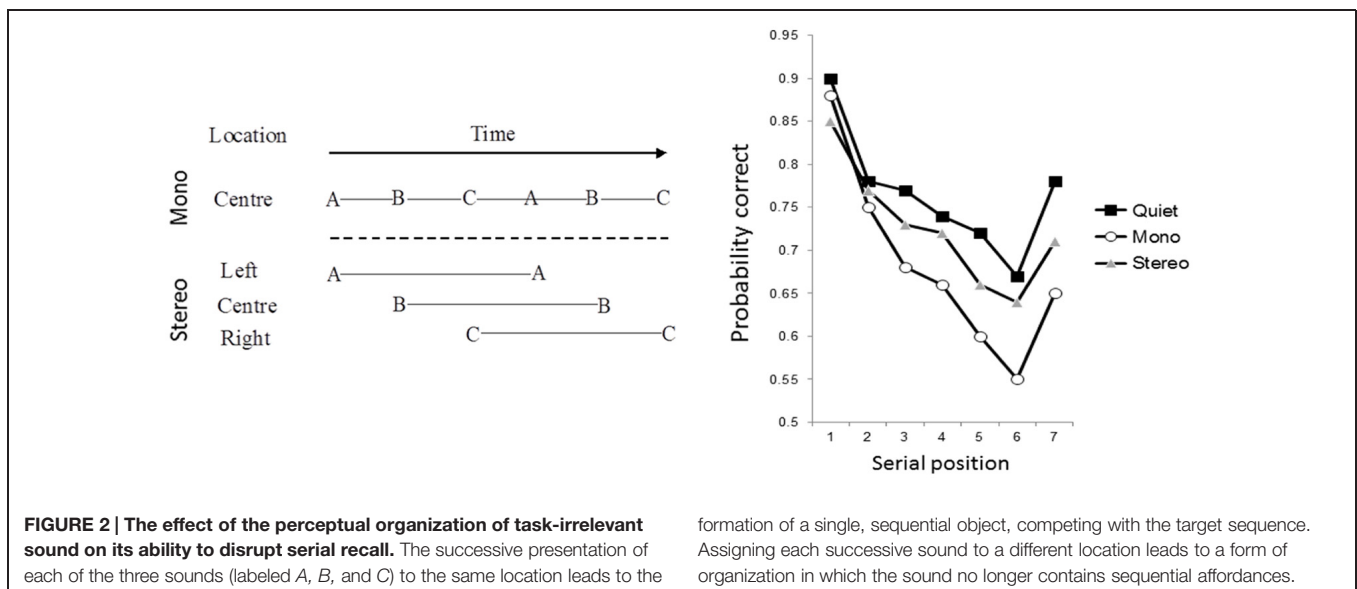 Location Time
Mono
Centre A B C A B C
Stereo
Left A A
Centre B B
Right C C
Probability correct
0.95
0.9
0.85
0.8
0.75
0.7
0.65
0.6
0.55
0.5
1 2 3 4 5 6 7
Serial position
Quiet
Mono
Stereo
FIGURE 2 | The effect of the perceptual organization of task-irrelevant
sound on its ability to disrupt serial recall. The successive presentation of
each of the three sounds (labeled A, B, and C) to the same location leads to the
formation of a single, sequential object, competing with the target sequence.
Assigning each successive sound to a different location leads to a form of
organization in which the sound no longer contains sequential affordances.